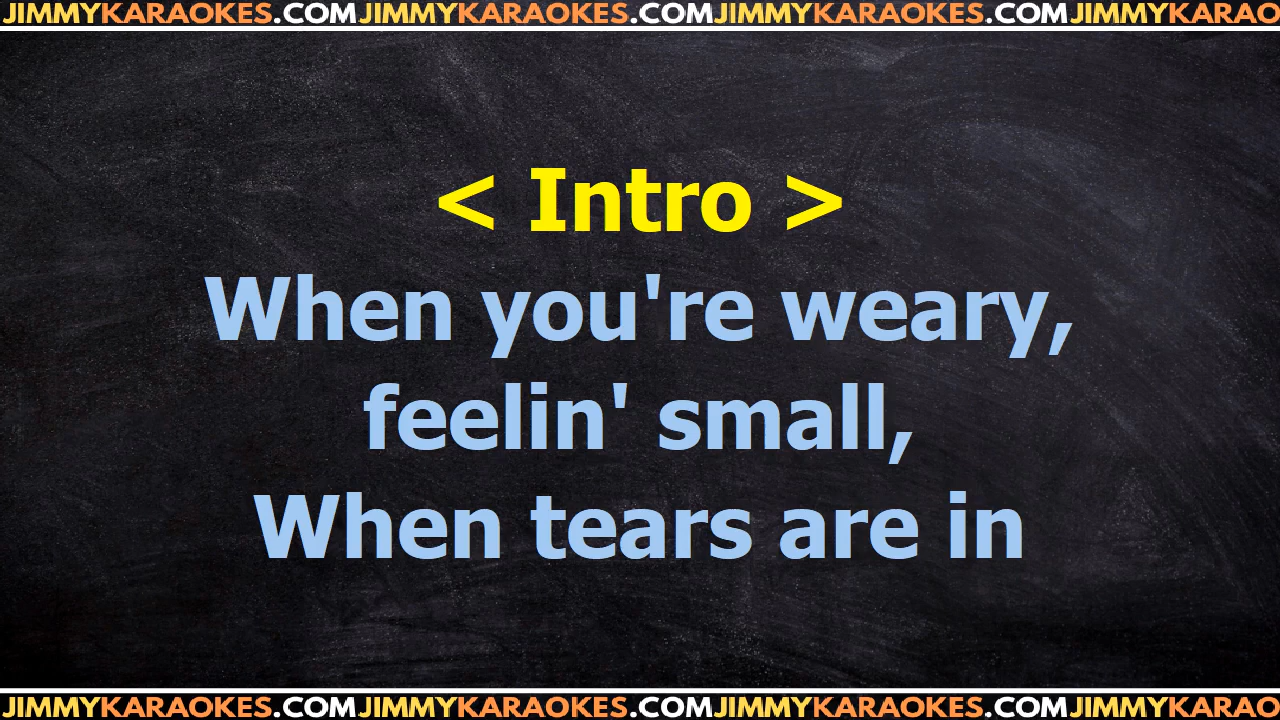 JIMMYKARAOKES.COMJIMMYKARAOKES.COMJIMMYKARAOKES.COMJIMMYKARAO
< Intro >
When you're weary,
feelin' small,
When tears are in
JIMMYKARAOKES.COMJIMMYKARAOKES.COMJIMMYKARAOKES.COMJIMMYKARAO